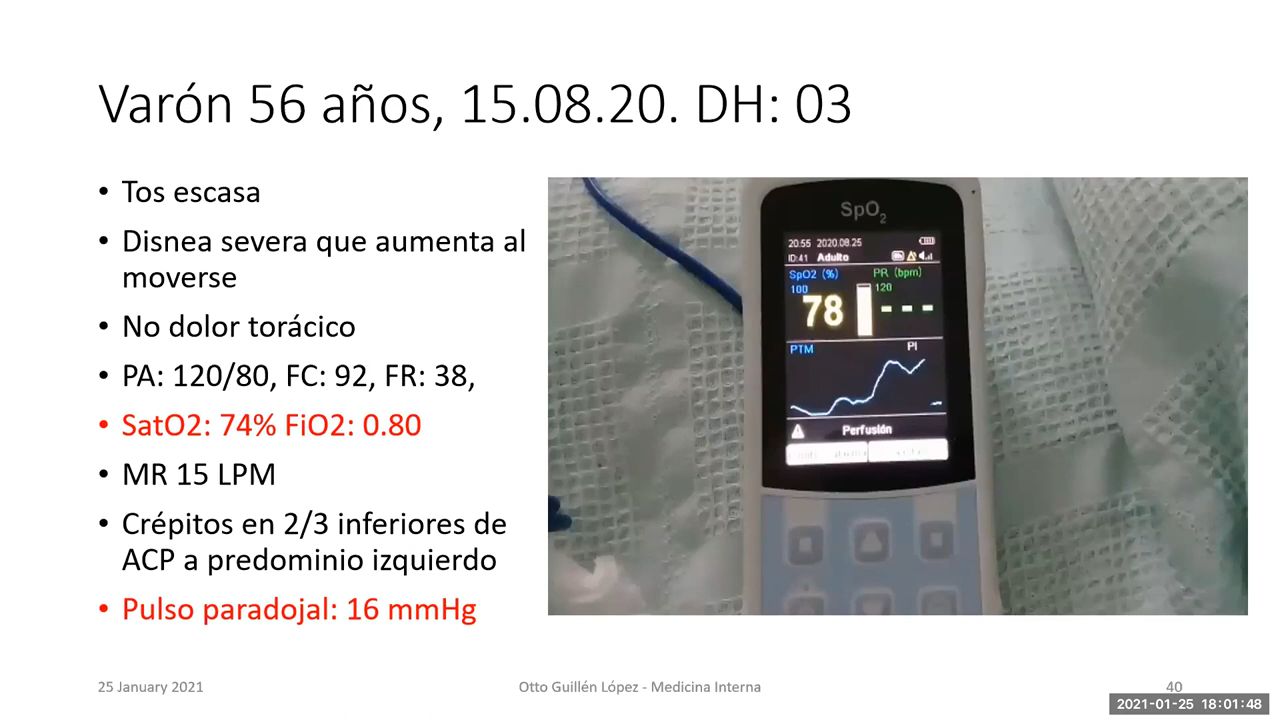 Varón 56 años, 15.08.20. DH: 03
• Tos escasa
• Disnea severa que aumenta al
moverse
• No dolor torácico
• PA: 120/80, FC: 92, FR: 38,
• SatO2: 74% FiO2: 0.80
• MR 15 LPM
• Crépitos en 2/3 inferiores de
ACP a predominio izquierdo
• Pulso paradojal: 16 mmHg
SpO2
20:55 2020.08.25
ID:41 Adulto
SpO2 (%) PR (bpm)
100 120
78 ---
PTM PI
Perfusión
25 January 2021 Otto Guillén López - Medicina Interna 40
2021-01-25 18:01:48